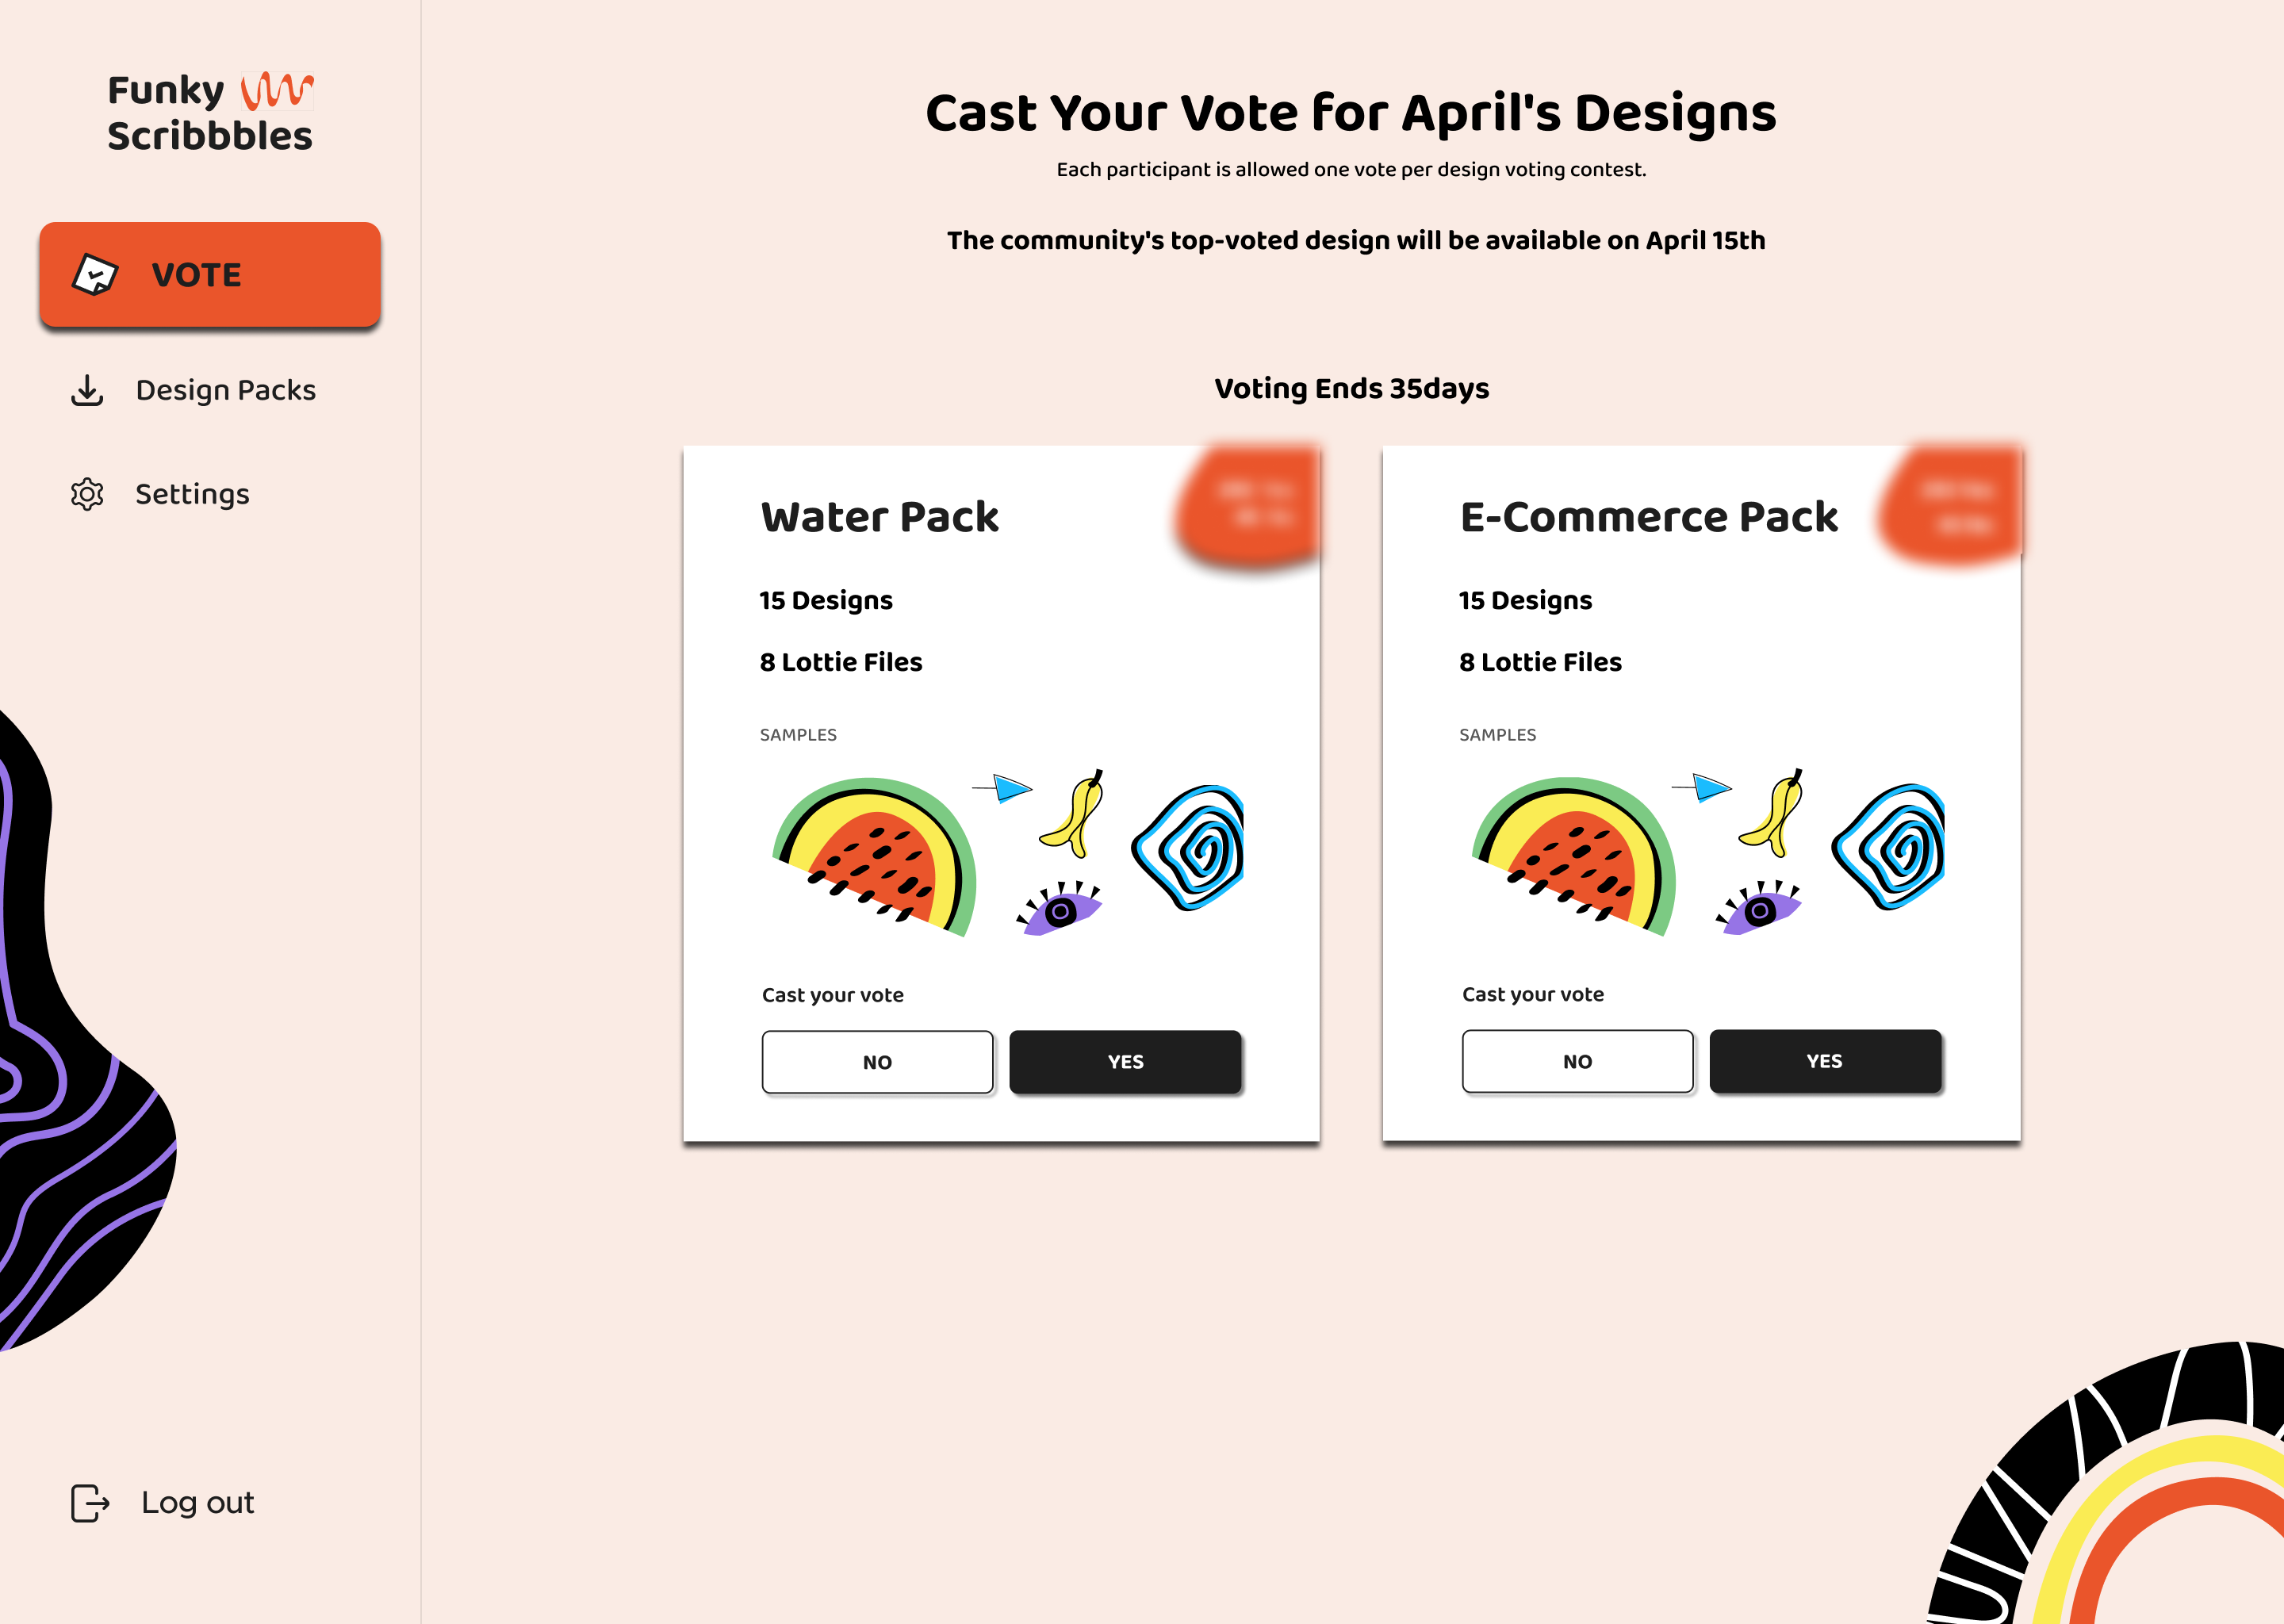 Funky
Scribbbles
VOTE
Design Packs
Settings
Log out
Cast Your Vote for April's Designs
Each participant is allowed one vote per design voting contest.
The community's top-voted design will be available on April 15th
Voting Ends 35days
Water Pack
15 Designs
8 Lottie Files
SAMPLES
Cast your vote
NO
YES
E-Commerce Pack
15 Designs
8 Lottie Files
SAMPLES
Cast your vote
NO
YES